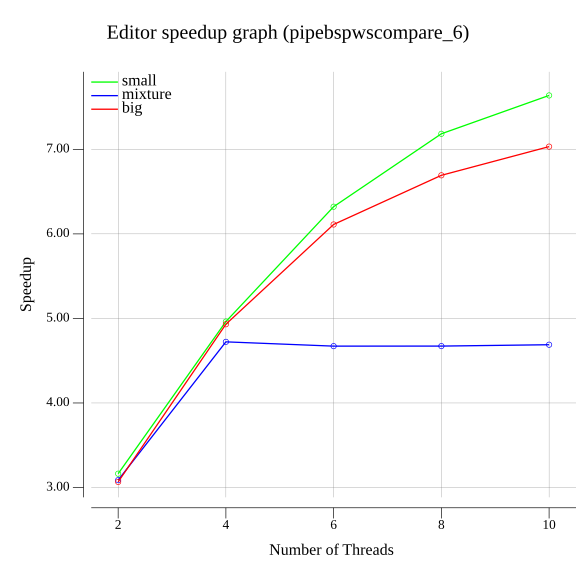 Editor speedup graph (pipebspwscompare_6)
small
mixture
big
7.00
6.00
5.00
4.00
3.00
Speedup
2 4 6 8 10
Number of Threads